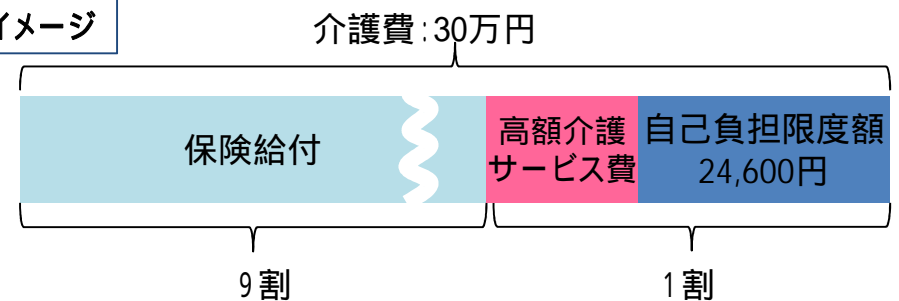 イメージ
介護費:30万円
保険給付
高額介護
サービス費
自己負担限度額
24,600円
9割
1割